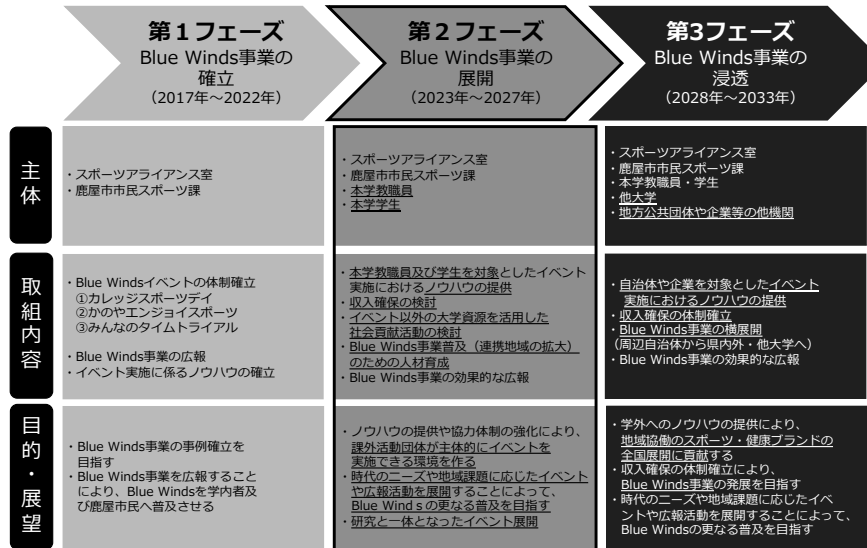 第１フェーズ
Blue Winds事業の
確立
（2017年～2022年）
第２フェーズ
Blue Winds事業の
展開
（2023年～2027年）
第3フェーズ
Blue Winds事業の
浸透
（2028年～2033年）
主体
・スポーツアライアンス室
・鹿屋市市民スポーツ課
・スポーツアライアンス室
・鹿屋市市民スポーツ課
・本学教職員
・本学学生
・スポーツアライアンス室
・鹿屋市市民スポーツ課
・本学教職員・学生
・他大学
・地方公共団体や企業等の他機関
取組内容
・Blue Windsイベントの体制確立
①カレッジスポーツデイ
②かのやエンジョイスポーツ
③みんなのタイムトライアル
・Blue Winds事業の広報
・イベント実施に係るノウハウの確立
・本学教職員及び学生を対象としたイベント
実施におけるノウハウの提供
・収入確保の検討
・イベント以外の大学資源を活用した
社会貢献活動の検討
・Blue Winds事業普及（連携地域の拡大）
のための人材育成
・Blue Winds事業の効果的な広報
・自治体や企業を対象としたイベント
実施におけるノウハウの提供
・収入確保の体制確立
・Blue Winds事業の横展開
（周辺自治体から県内外・他大学へ）
・Blue Winds事業の効果的な広報
目的・展望
・Blue Winds事業の事例確立を
目指す
・Blue Winds事業を広報すること
により、Blue Windsを学内者及
び鹿屋市民へ普及させる
・ノウハウの提供や協力体制の強化により、
課外活動団体が主体的にイベントを
実施できる環境を作る
・時代のニーズや地域課題に応じたイベント
や広報活動を展開することによって、
Blue Windｓの更なる普及を目指す
・研究と一体となったイベント展開
・学外へのノウハウの提供により、
地域協働のスポーツ・健康ブランドの
全国展開に貢献する
・収入確保の体制確立により、
Blue Winds事業の発展を目指す
・時代のニーズや地域課題に応じたイベ
ントや広報活動を展開することによって、
Blue Windsの更なる普及を目指す